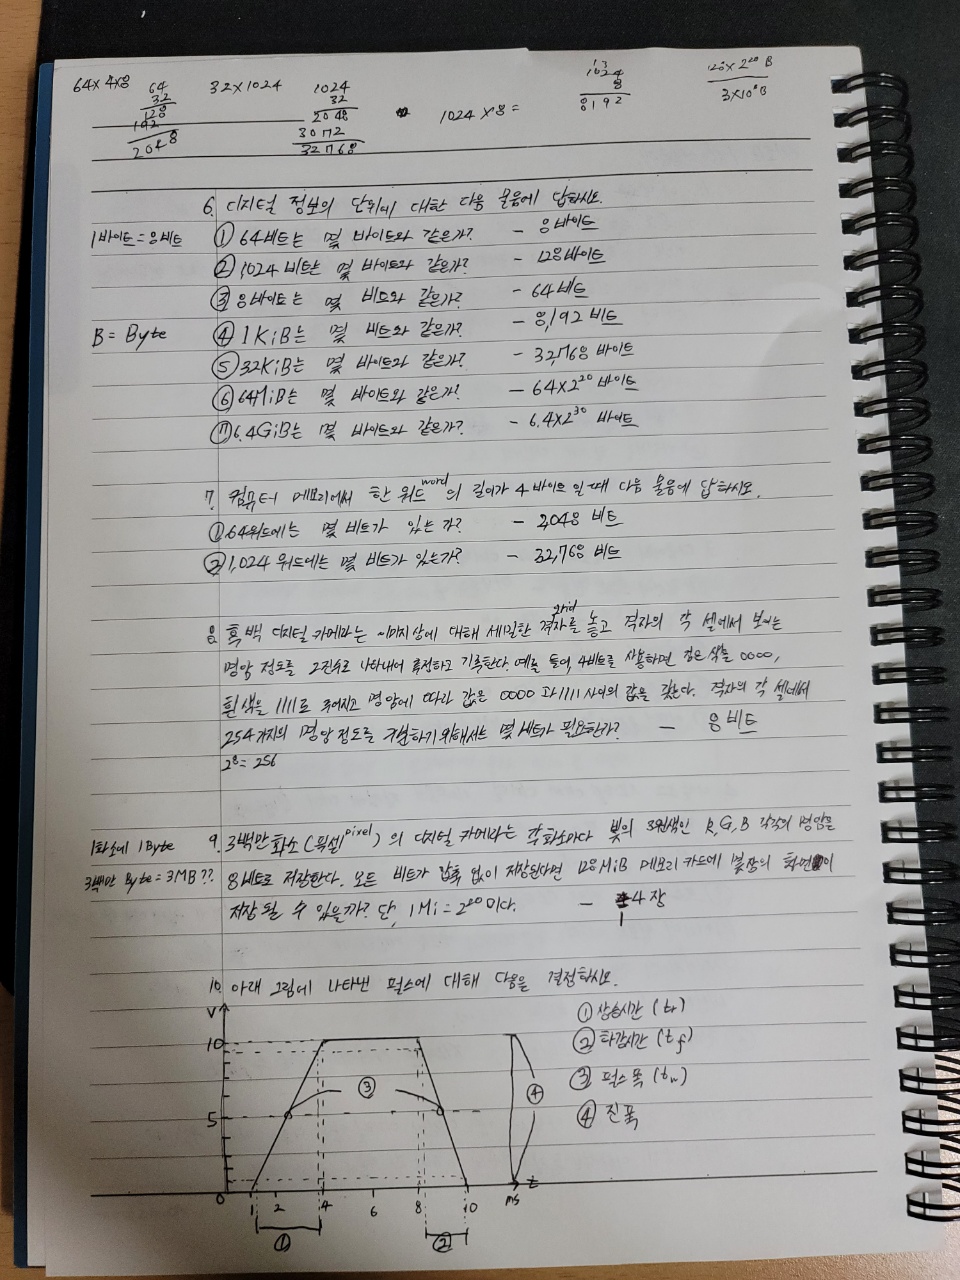 64×4×8
64
32
128
192
2048
32×1024
1024
32
2048
3072
32768
1024×8=
1024
8
8192
128×2²⁰B
3×10⁶B
6. 디지털 정보의 단위에 대한 다음 물음에 답하시오.
1바이트=8비트 ① 64비트는 몇 바이트와 같은가? - 8바이트
② 1,024 비트는 몇 바이트와 같은가? - 128바이트
③ 8바이트는 몇 비트와 같은가? - 64비트
B = Byte ④ 1KiB는 몇 비트와 같은가? - 8,192 비트
⑤ 32KiB는 몇 바이트와 같은가? - 32,768 바이트
⑥ 64MiB는 몇 바이트와 같은가? - 64×2²⁰ 바이트
⑦ 6.4GiB는 몇 바이트와 같은가? - 6.4×2³⁰ 바이트
7. 컴퓨터 메모리에서 한 워드word의 길이가 4바이트 일 때 다음 물음에 답하시오.
① 64워드에는 몇 비트가 있는가? - 2,048 비트
② 1,024 워드에는 몇 비트가 있는가? - 32,768 비트
8. 흑백 디지털 카메라는 이미지상에 대해 세밀한 격자grid를 놓고 격자의 각 셀에서 보이는
명암 정도를 2진수로 나타내어 측정하고 기록한다. 예를 들어, 4비트를 사용하면 검은 색은 0000,
흰 색은 1111로 주어지고 명암에 따라 값은 0000과 1111 사이의 값을 갖는다. 격자의 각 셀에서
254가지의 명암 정도를 구분하기 위해서는 몇 비트가 필요한가? - 8비트
2⁸=256
1화소에 1Byte 9. 3백만 화소(픽셀pixel)의 디지털 카메라는 각 화소마다 빛의 3원색인 R, G, B 각각의 명암을
3백만 Byte=3MB?? 8비트로 저장한다. 모든 비트가 압축 없이 저장된다면 128MiB 메모리 카드에 몇 장의 화면이
저장될 수 있을까? 단, 1Mi=2²⁰이다. - 14장
10. 아래 그림에 나타낸 펄스에 대해 다음을 결정하시오.
V
① 상승시간 (tr)
② 하강시간 (tf)
③ 펄스 폭 (tw)
④ 진폭
10
5
0
③
④
1 2 4 6 8 10 ms t
① ②